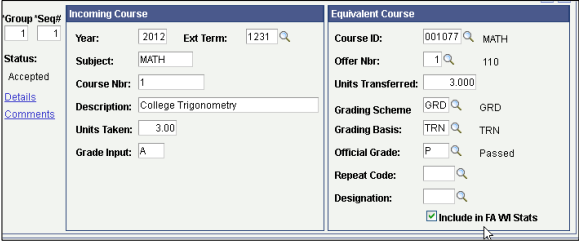 Incoming Course
Equivalent Course
*Group *Seq#
1 1
Year: 2012 Ext Term: 1231
Course ID: 001077 MATH
Subject: MATH
Offer Nbr: 1 110
Status:
Accepted
Course Nbr: 1
Units Transferred: 3.000
Details
Description: College Trigonometry
Grading Scheme GRD GRD
Comments
Units Taken: 3.00
Grading Basis: TRN TRN
Grade Input: A
Official Grade: P Passed
Repeat Code:
Designation:
Include in FA WI Stats